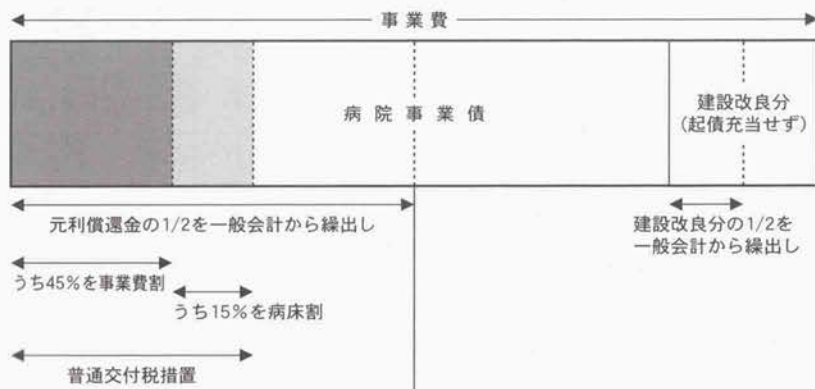 事業費
病院事業債
建設改良分
(起債充当せず)
元利償還金の1/2を一般会計から繰出し
建設改良分の1/2を
一般会計から繰出し
うち45%を事業費割
うち15%を病床割
普通交付税措置